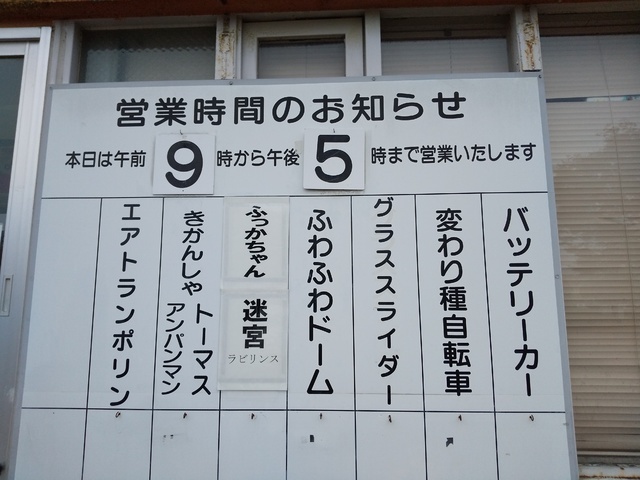 営業時間のお知らせ
本日は午前9時から午後5時まで営業いたします
バッテリーカー
変わり種自転車
グラススライダー
ふわふわドーム
ふっかちゃん
迷宮
ラビリンス
きかんしゃトーマス
アンパンマン
エアトランポリン